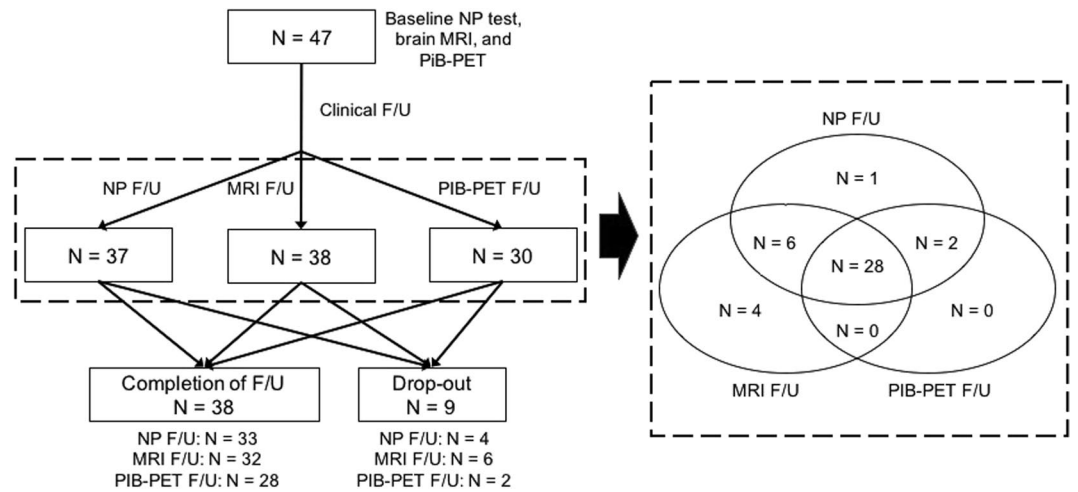 N = 47
Baseline NP test,
brain MRI, and
PiB-PET
Clinical F/U
NP F/U
MRI F/U
PIB-PET F/U
N = 37
N = 38
N = 30
Completion of F/U
N = 38
NP F/U: N = 33
MRI F/U: N = 32
PIB-PET F/U: N = 28
Drop-out
N = 9
NP F/U: N = 4
MRI F/U: N = 6
PIB-PET F/U: N = 2
NP F/U
N = 1
N = 6
N = 2
N = 28
N = 4
N = 0
N = 0
MRI F/U
PIB-PET F/U